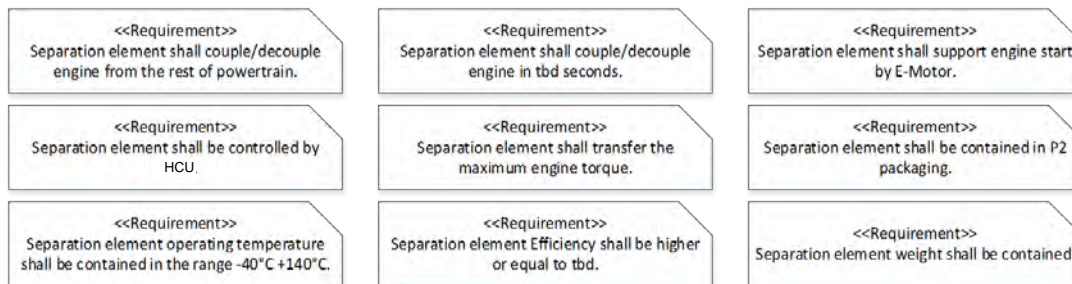 <<Requirement>>
Separation element shall couple/decouple
engine from the rest of powertrain.
<<Requirement>>
Separation element shall couple/decouple
engine in tbd seconds.
<<Requirement>>
Separation element shall support engine start
by E-Motor.
<<Requirement>>
Separation element shall be controlled by
HCU.
<<Requirement>>
Separation element shall transfer the
maximum engine torque.
<<Requirement>>
Separation element shall be contained in P2
packaging.
<<Requirement>>
Separation element operating temperature
shall be contained in the range -40°C +140°C.
<<Requirement>>
Separation element Efficiency shall be higher
or equal to tbd.
<<Requirement>>
Separation element weight shall be contained